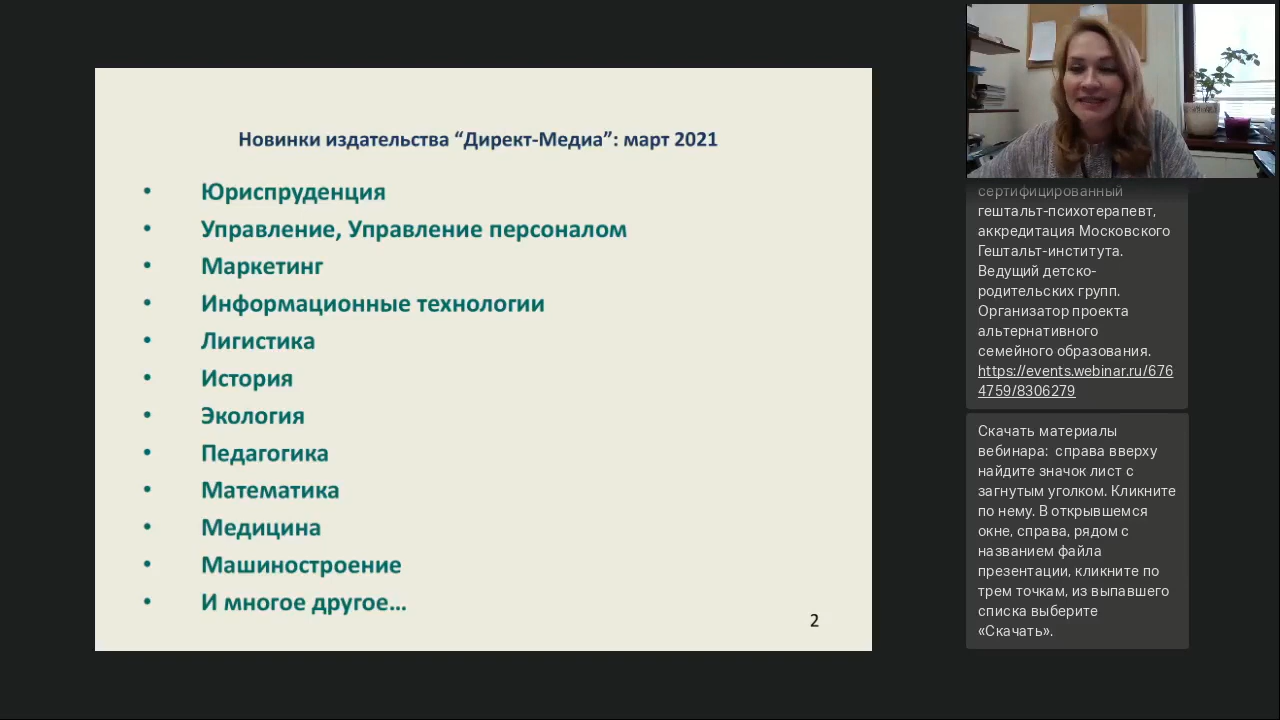 Новинки издательства “Директ-Медиа”: март 2021
• Юриспруденция
• Управление, Управление персоналом
• Маркетинг
• Информационные технологии
• Лигистика
• История
• Экология
• Педагогика
• Математика
• Медицина
• Машиностроение
• И многое другое...
2
сертифицированный
гештальт-психотерапевт,
аккредитация Московского
Гештальт-института.
Ведущий детско-
родительских групп.
Организатор проекта
альтернативного
семейного образования.
https://events.webinar.ru/676
4759/8306279
Скачать материалы
вебинара: справа вверху
найдите значок лист с
загнутым уголком. Кликните
по нему. В открывшемся
окне, справа, рядом с
названием файла
презентации, кликните по
трем точкам, из выпавшего
списка выберите
«Скачать».